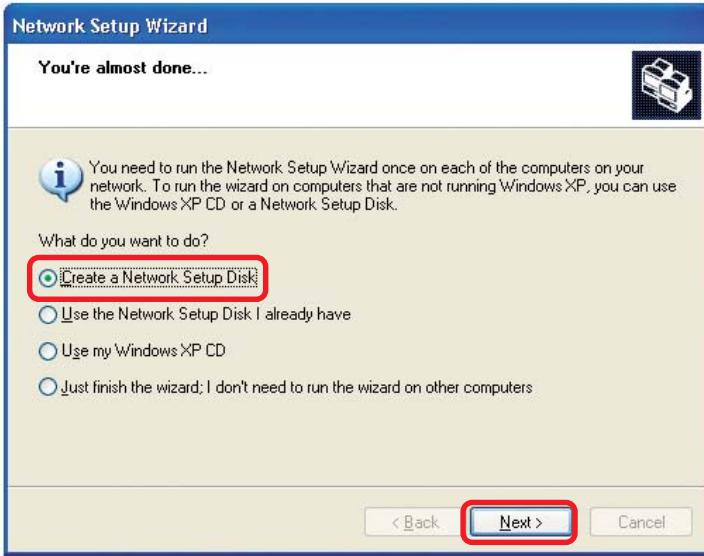 Network Setup Wizard
You're almost done...
You need to run the Network Setup Wizard once on each of the computers on your
network. To run the wizard on computers that are not running Windows XP, you can use
the Windows XP CD or a Network Setup Disk.
What do you want to do?
Create a Network Setup Disk
Use the Network Setup Disk I already have
Use my Windows XP CD
Just finish the wizard; I don't need to run the wizard on other computers
< Back Next > Cancel